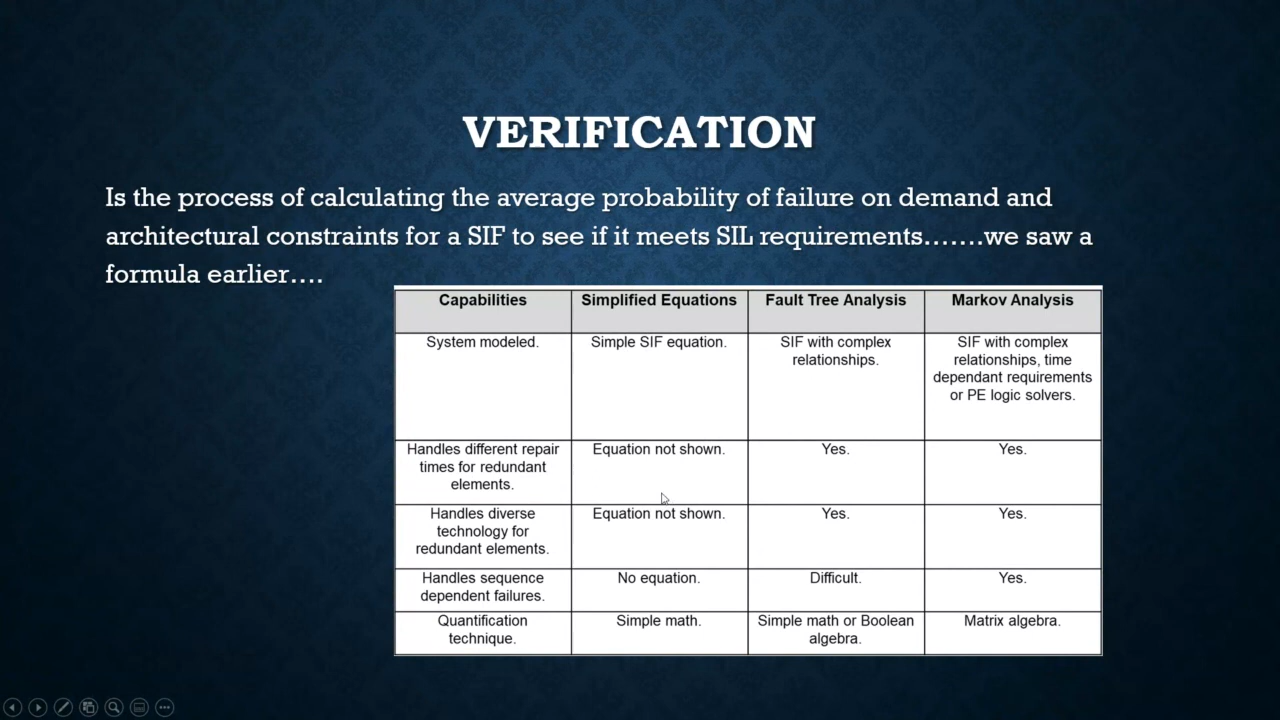 VERIFICATION
Is the process of calculating the average probability of failure on demand and
architectural constraints for a SIF to see if it meets SIL requirements…….we saw a
formula earlier….
Capabilities
Simplified Equations
Fault Tree Analysis
Markov Analysis
System modeled.
Simple SIF equation.
SIF with complex
relationships.
SIF with complex
relationships, time
dependant requirements
or PE logic solvers.
Handles different repair
times for redundant
elements.
Equation not shown.
Yes.
Yes.
Handles diverse
technology for
redundant elements.
Equation not shown.
Yes.
Yes.
Handles sequence
dependent failures.
No equation.
Difficult.
Yes.
Quantification
technique.
Simple math.
Simple math or Boolean
algebra.
Matrix algebra.